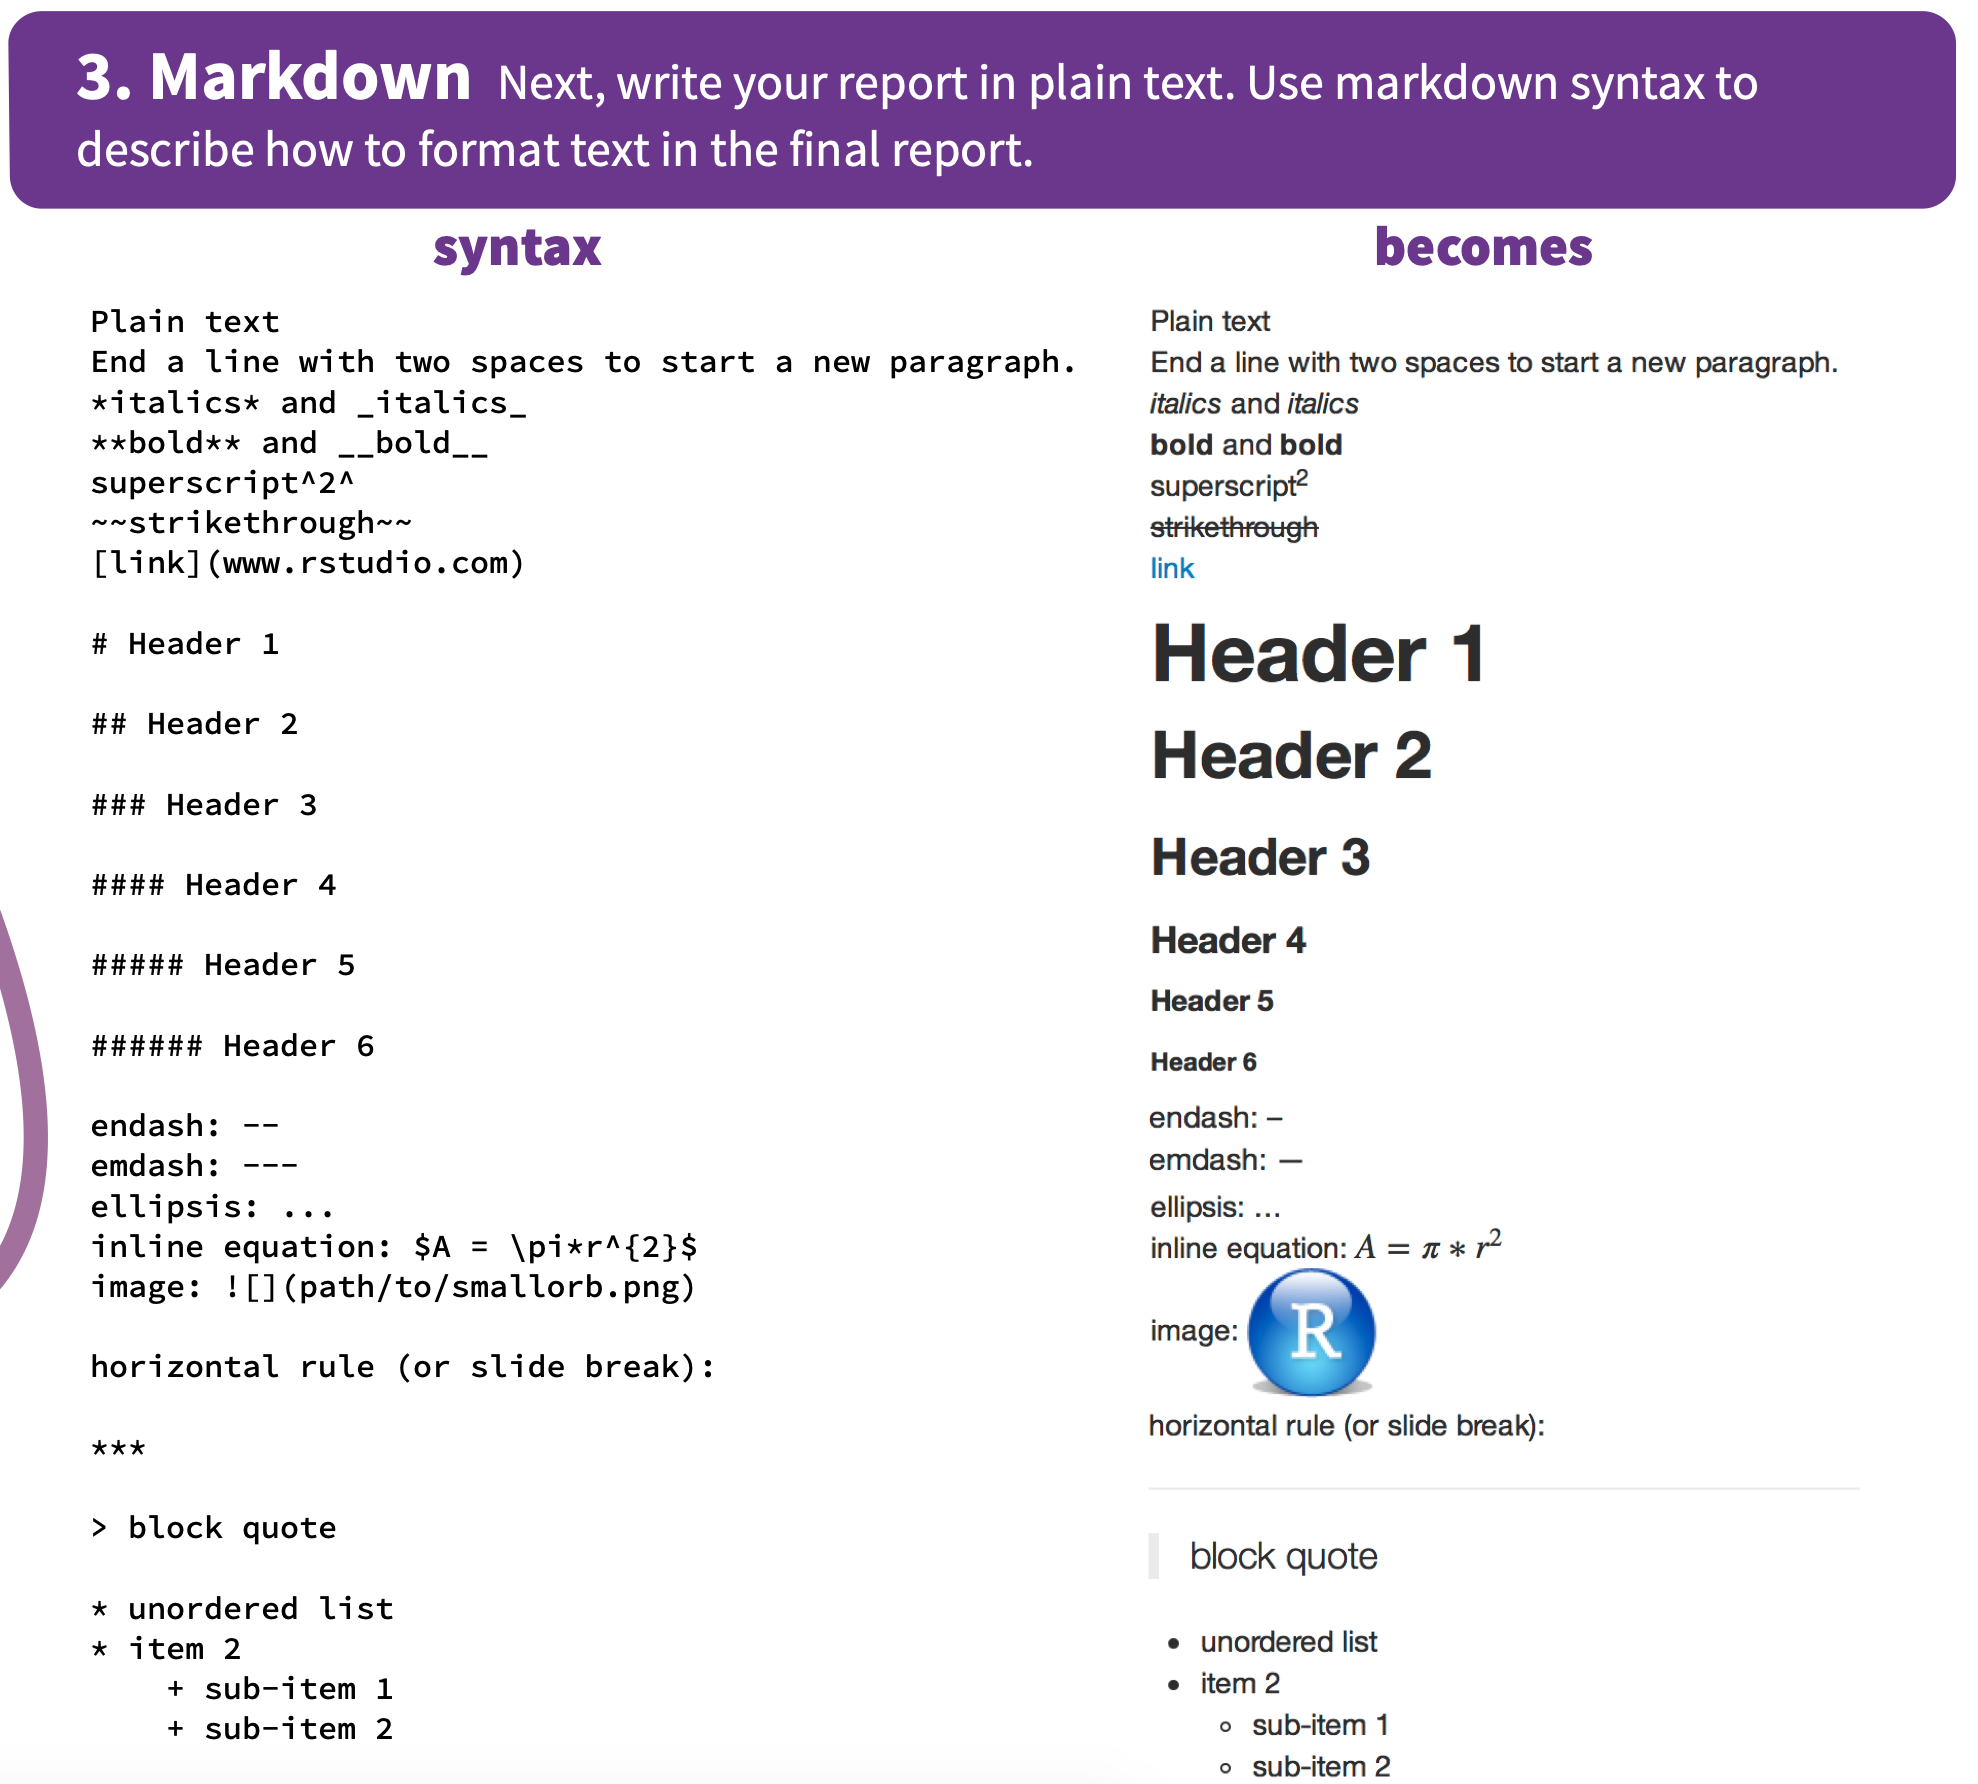 3. Markdown Next, write your report in plain text. Use markdown syntax to
describe how to format text in the final report.
syntax
Plain text
End a line with two spaces to start a new paragraph.
*italics* and _italics_
**bold** and __bold__
superscript^2^
~~strikethrough~~
[link](www.rstudio.com)
# Header 1
## Header 2
### Header 3
#### Header 4
##### Header 5
###### Header 6
endash: --
emdash: ---
ellipsis: ...
inline equation: $A = \pi*r^{2}$
image: ![](path/to/smallorb.png)
horizontal rule (or slide break):
***
> block quote
* unordered list
* item 2
    + sub-item 1
    + sub-item 2
becomes
Plain text
End a line with two spaces to start a new paragraph.
italics and italics
bold and bold
superscript²
strikethrough
link
Header 1
Header 2
Header 3
Header 4
Header 5
Header 6
endash: –
emdash: —
ellipsis: …
inline equation: A = π * r²
image: R
horizontal rule (or slide break):
block quote
• unordered list
• item 2
◦ sub-item 1
◦ sub-item 2